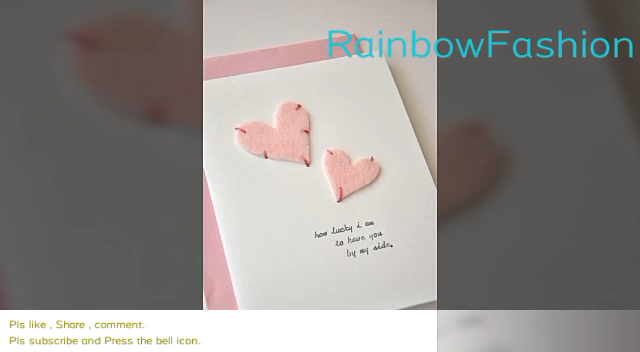 RainbowFashion
how lucky i am
to have you
by my side.
Pls like , Share , comment.
Pls subscribe and Press the bell icon.